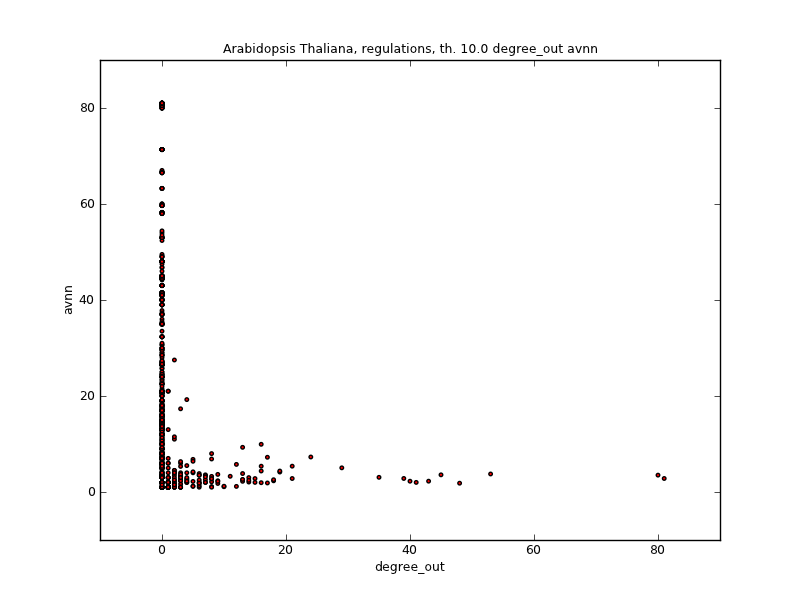 Arabidopsis Thaliana, regulations, th. 10.0 degree_out avnn
80
60
40
20
0
avnn
0 20 40 60 80
degree_out